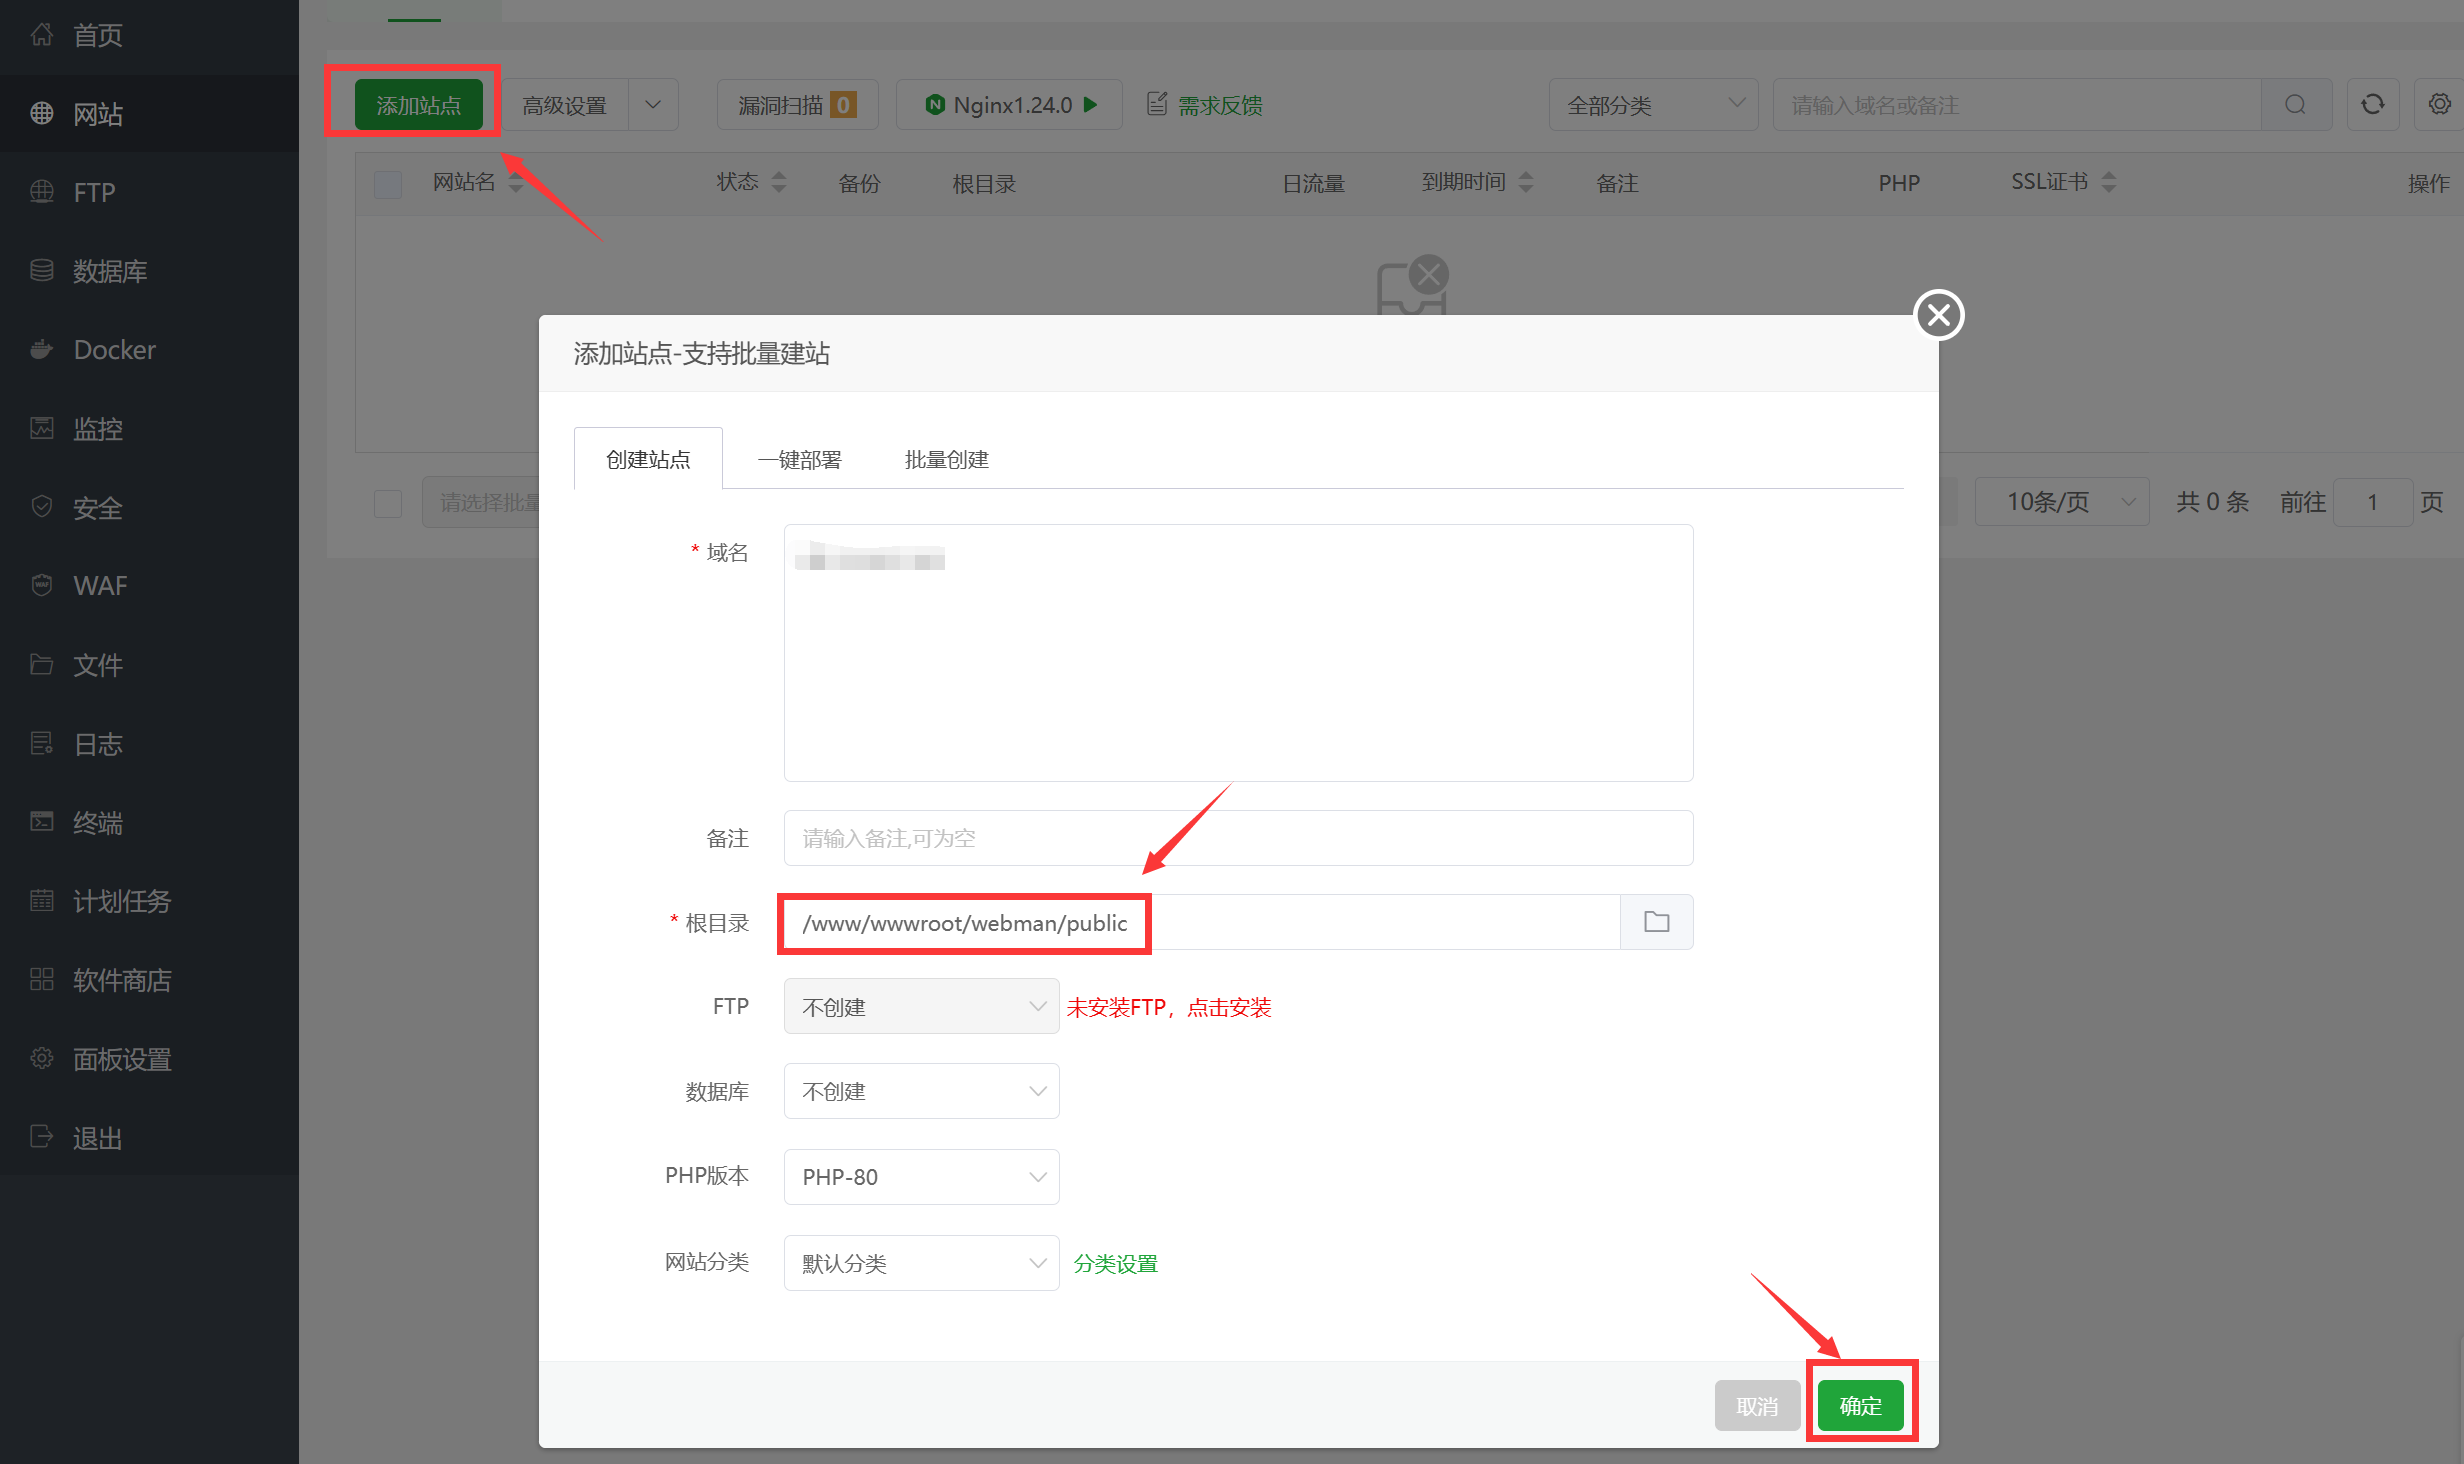 首页
网站
FTP
数据库
Docker
监控
安全
WAF
文件
日志
终端
计划任务
软件商店
面板设置
退出
添加站点 高级设置 漏洞扫描 0 Nginx1.24.0 需求反馈 全部分类 请输入域名或备注
网站名 状态 备份 根目录 日流量 到期时间 备注 PHP SSL证书 操作
请选择批量 10条/页 共 0 条 前往 1 页
添加站点-支持批量建站
创建站点 一键部署 批量创建
* 域名
备注 请输入备注,可为空
* 根目录 /www/wwwroot/webman/public
FTP 不创建 未安装FTP，点击安装
数据库 不创建
PHP版本 PHP-80
网站分类 默认分类 分类设置
取消 确定